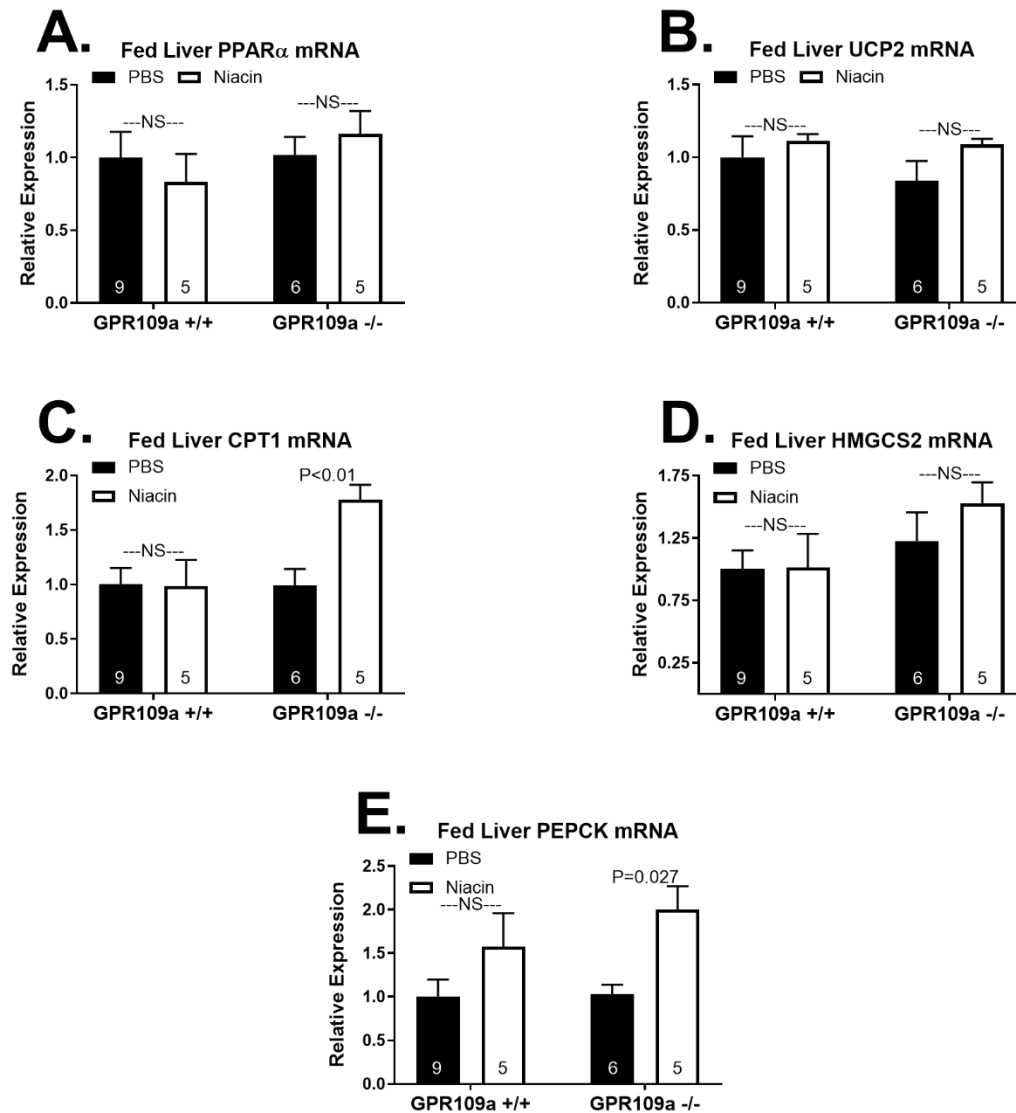 A.
Fed Liver PPARα mRNA
PBS Niacin
Relative Expression
1.5
1.0
0.5
0.0
---NS---
---NS---
9 5 6 5
GPR109a +/+ GPR109a -/-
B.
Fed Liver UCP2 mRNA
PBS Niacin
Relative Expression
1.5
1.0
0.5
0.0
---NS---
---NS---
9 5 6 5
GPR109a +/+ GPR109a -/-
C.
Fed Liver CPT1 mRNA
PBS
Niacin
Relative Expression
2.0
1.5
1.0
0.5
0.0
---NS---
P<0.01
9 5 6 5
GPR109a +/+ GPR109a -/-
D.
Fed Liver HMGCS2 mRNA
PBS
Niacin
Relative Expression
1.75
1.25
0.75
0.25
---NS---
---NS---
9 5 6 5
GPR109a +/+ GPR109a -/-
E.
Fed Liver PEPCK mRNA
PBS
Niacin
Relative Expression
2.5
2.0
1.5
1.0
0.5
0.0
---NS---
P=0.027
9 5 6 5
GPR109a +/+ GPR109a -/-